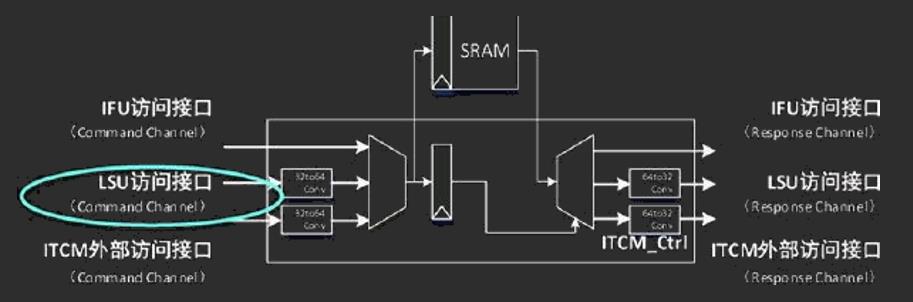 SRAM
IFU访问接口
（Command Channel）
IFU访问接口
（Response Channel）
LSU访问接口
（Command Channel）
32to64
Conv
64to32
Conv
LSU访问接口
（Response Channel）
32to64
Conv
64to32
Conv
ITCM_Ctrl
ITCM外部访问接口
（Command Channel）
ITCM外部访问接口
（Response Channel）